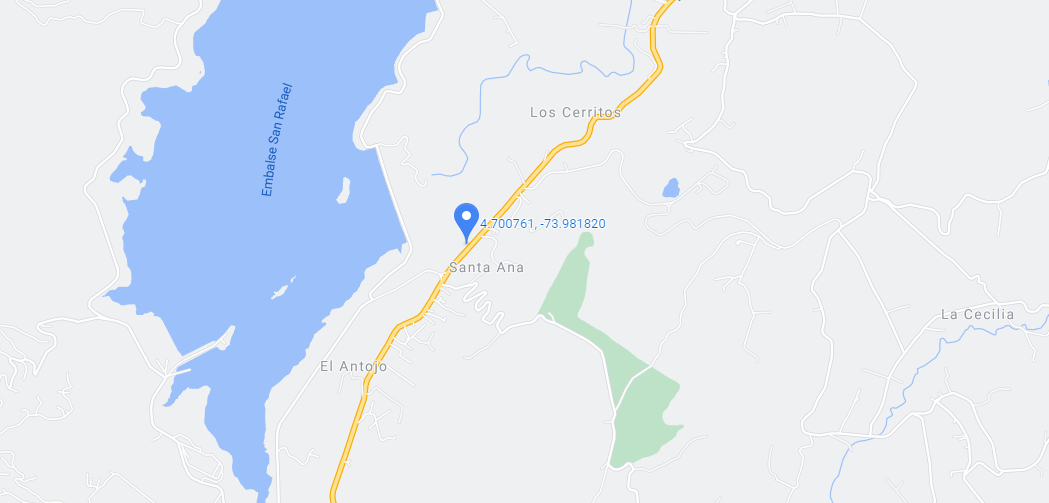 Embalse San Rafael
Los Cerritos
4.700761, -73.981820
Santa Ana
La Cecilia
El Antojo